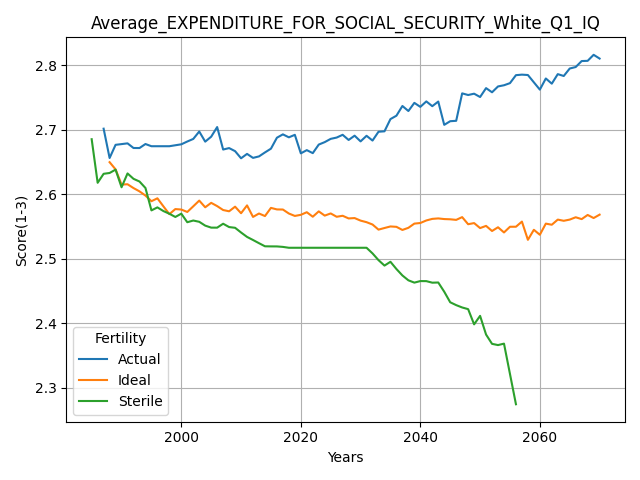 Average_EXPENDITURE_FOR_SOCIAL_SECURITY_White_Q1_IQ
2.8
2.7
2.6
2.5
2.4
2.3
Score(1-3)
Fertility
Actual
Ideal
Sterile
2000 2020 2040 2060
Years